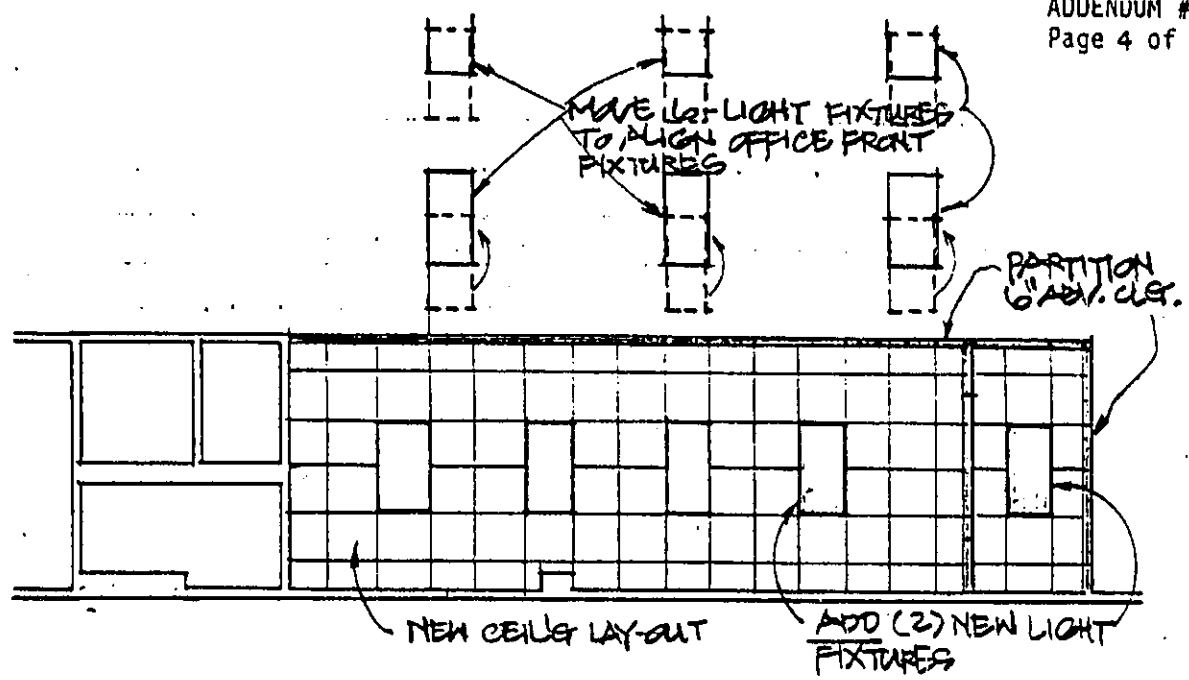 ADDENDUM #
Page 4 of
MOVE (6) LIGHT FIXTURES
TO ALIGN OFFICE FRONT
FIXTURES
PARTITION
6" ABV. CLG.
NEW CEIL'G LAY-OUT
ADD (2) NEW LIGHT
FIXTURES